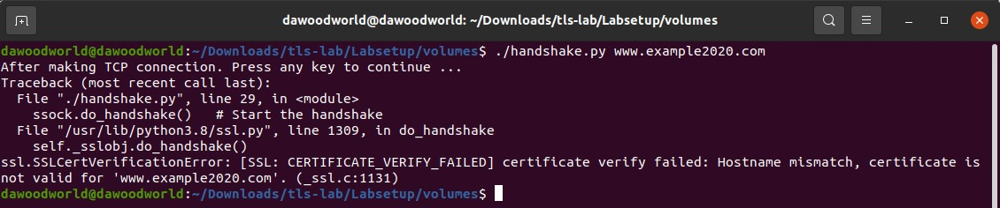 dawoodworld@dawoodworld: ~/Downloads/tls-lab/Labsetup/volumes
dawoodworld@dawoodworld:~/Downloads/tls-lab/Labsetup/volumes$ ./handshake.py www.example2020.com
After making TCP connection. Press any key to continue ...
Traceback (most recent call last):
  File "./handshake.py", line 29, in <module>
    ssock.do_handshake()   # Start the handshake
  File "/usr/lib/python3.8/ssl.py", line 1309, in do_handshake
    self._sslobj.do_handshake()
ssl.SSLCertVerificationError: [SSL: CERTIFICATE_VERIFY_FAILED] certificate verify failed: Hostname mismatch, certificate is
not valid for 'www.example2020.com'. (_ssl.c:1131)
dawoodworld@dawoodworld:~/Downloads/tls-lab/Labsetup/volumes$